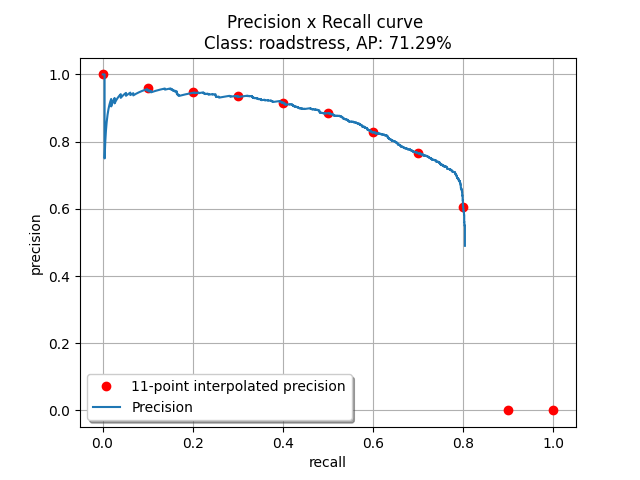 Precision x Recall curve
Class: roadstress, AP: 71.29%
1.0
0.8
0.6
0.4
0.2
0.0
precision
11-point interpolated precision
Precision
0.0 0.2 0.4 0.6 0.8 1.0
recall